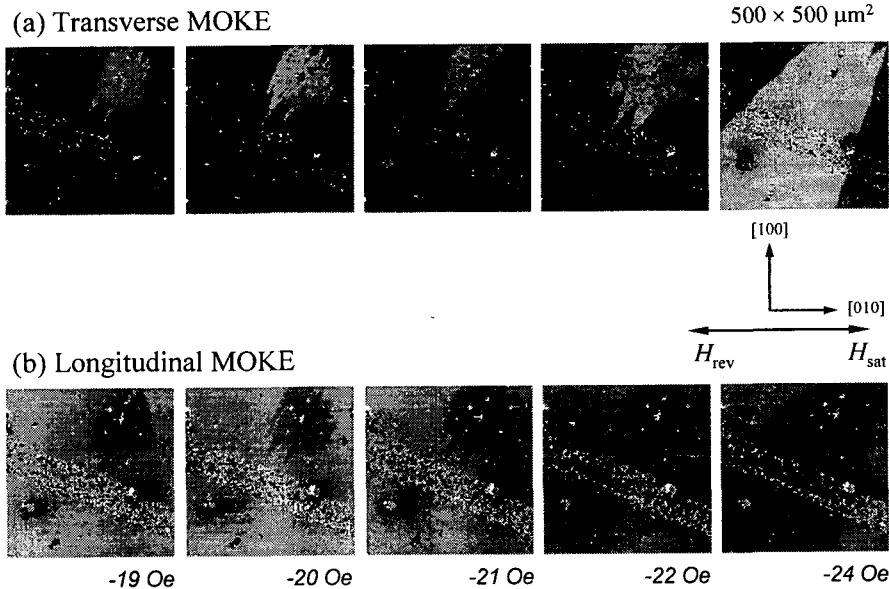 (a) Transverse MOKE
500 × 500 μm²
[100]
[010]
H_rev H_sat
(b) Longitudinal MOKE
-19 Oe -20 Oe -21 Oe -22 Oe -24 Oe